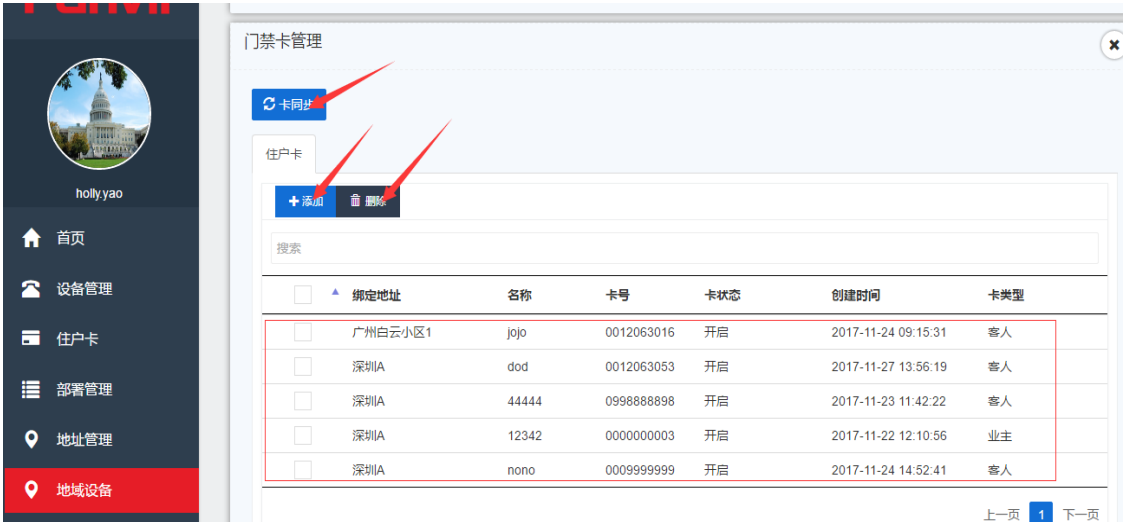 门禁卡管理
卡同步
住户卡
添加 删除
搜索
绑定地址 名称 卡号 卡状态 创建时间 卡类型
广州白云小区1 jojo 0012063016 开启 2017-11-24 09:15:31 客人
深圳A dod 0012063053 开启 2017-11-27 13:56:19 客人
深圳A 44444 0998888898 开启 2017-11-23 11:42:22 客人
深圳A 12342 0000000003 开启 2017-11-22 12:10:56 业主
深圳A nono 0009999999 开启 2017-11-24 14:52:41 客人
上一页 1 下一页
holly.yao
首页
设备管理
住户卡
部署管理
地址管理
地域设备